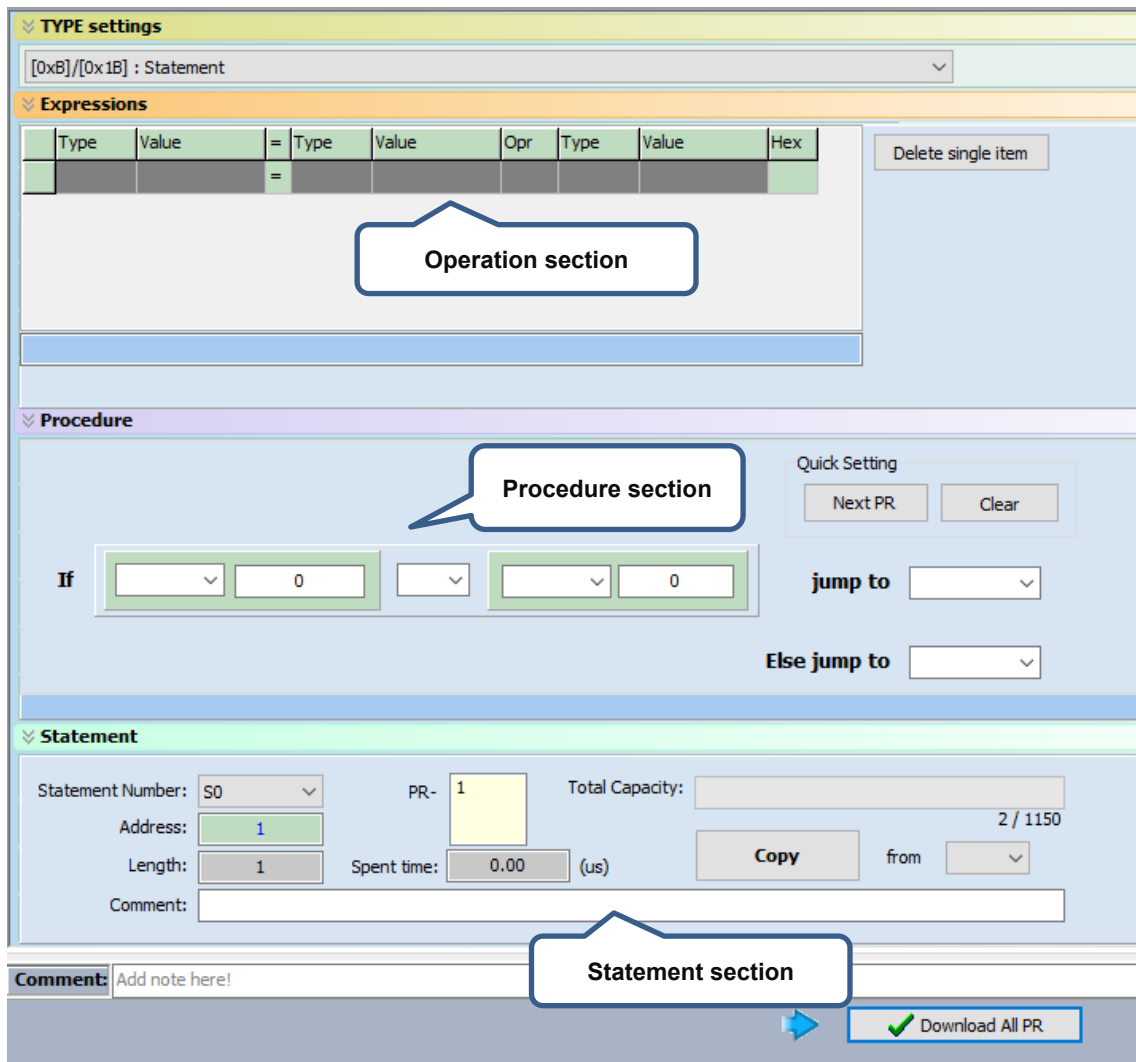 TYPE settings
[0xB]/[0x1B] : Statement
Expressions
Type Value = Type Value Opr Type Value Hex
Delete single item
=
Operation section
Procedure
Procedure section
Quick Setting
Next PR Clear
If 0 0 jump to
Else jump to
Statement
Statement Number: S0 PR- 1 Total Capacity:
2 / 1150
Address: 1
Length: 1 Spent time: 0.00 (us) Copy from
Comment:
Statement section
Comment: Add note here!
Download All PR